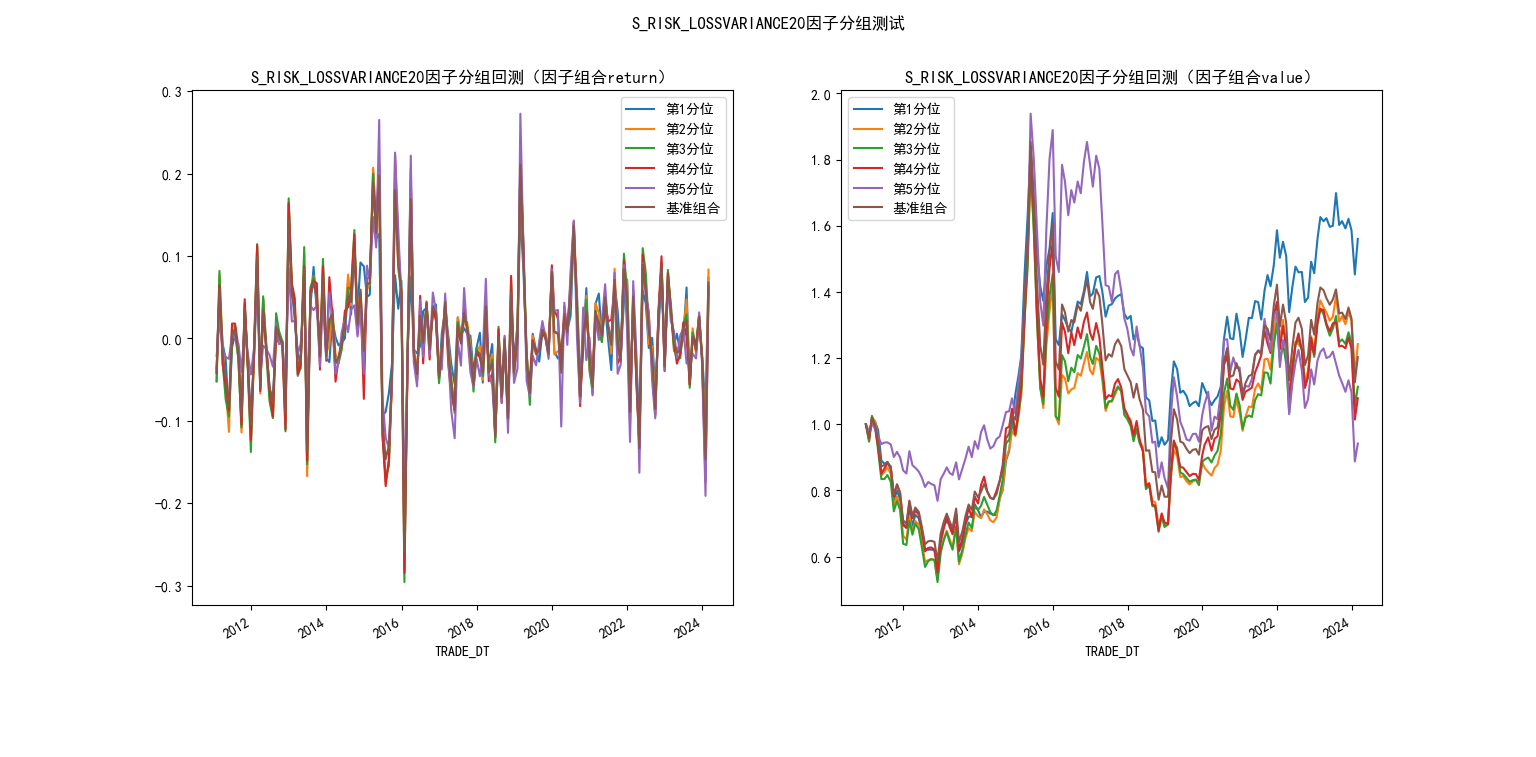 S_RISK_LOSSVARIANCE20因子分组测试
S_RISK_LOSSVARIANCE20因子分组回测（因子组合return）
0.3
0.2
0.1
0.0
-0.1
-0.2
-0.3
第1分位
第2分位
第3分位
第4分位
第5分位
基准组合
2012
2014
2016
2018
2020
2022
2024
TRADE_DT
S_RISK_LOSSVARIANCE20因子分组回测（因子组合value）
2.0
1.8
1.6
1.4
1.2
1.0
0.8
0.6
第1分位
第2分位
第3分位
第4分位
第5分位
基准组合
2012
2014
2016
2018
2020
2022
2024
TRADE_DT